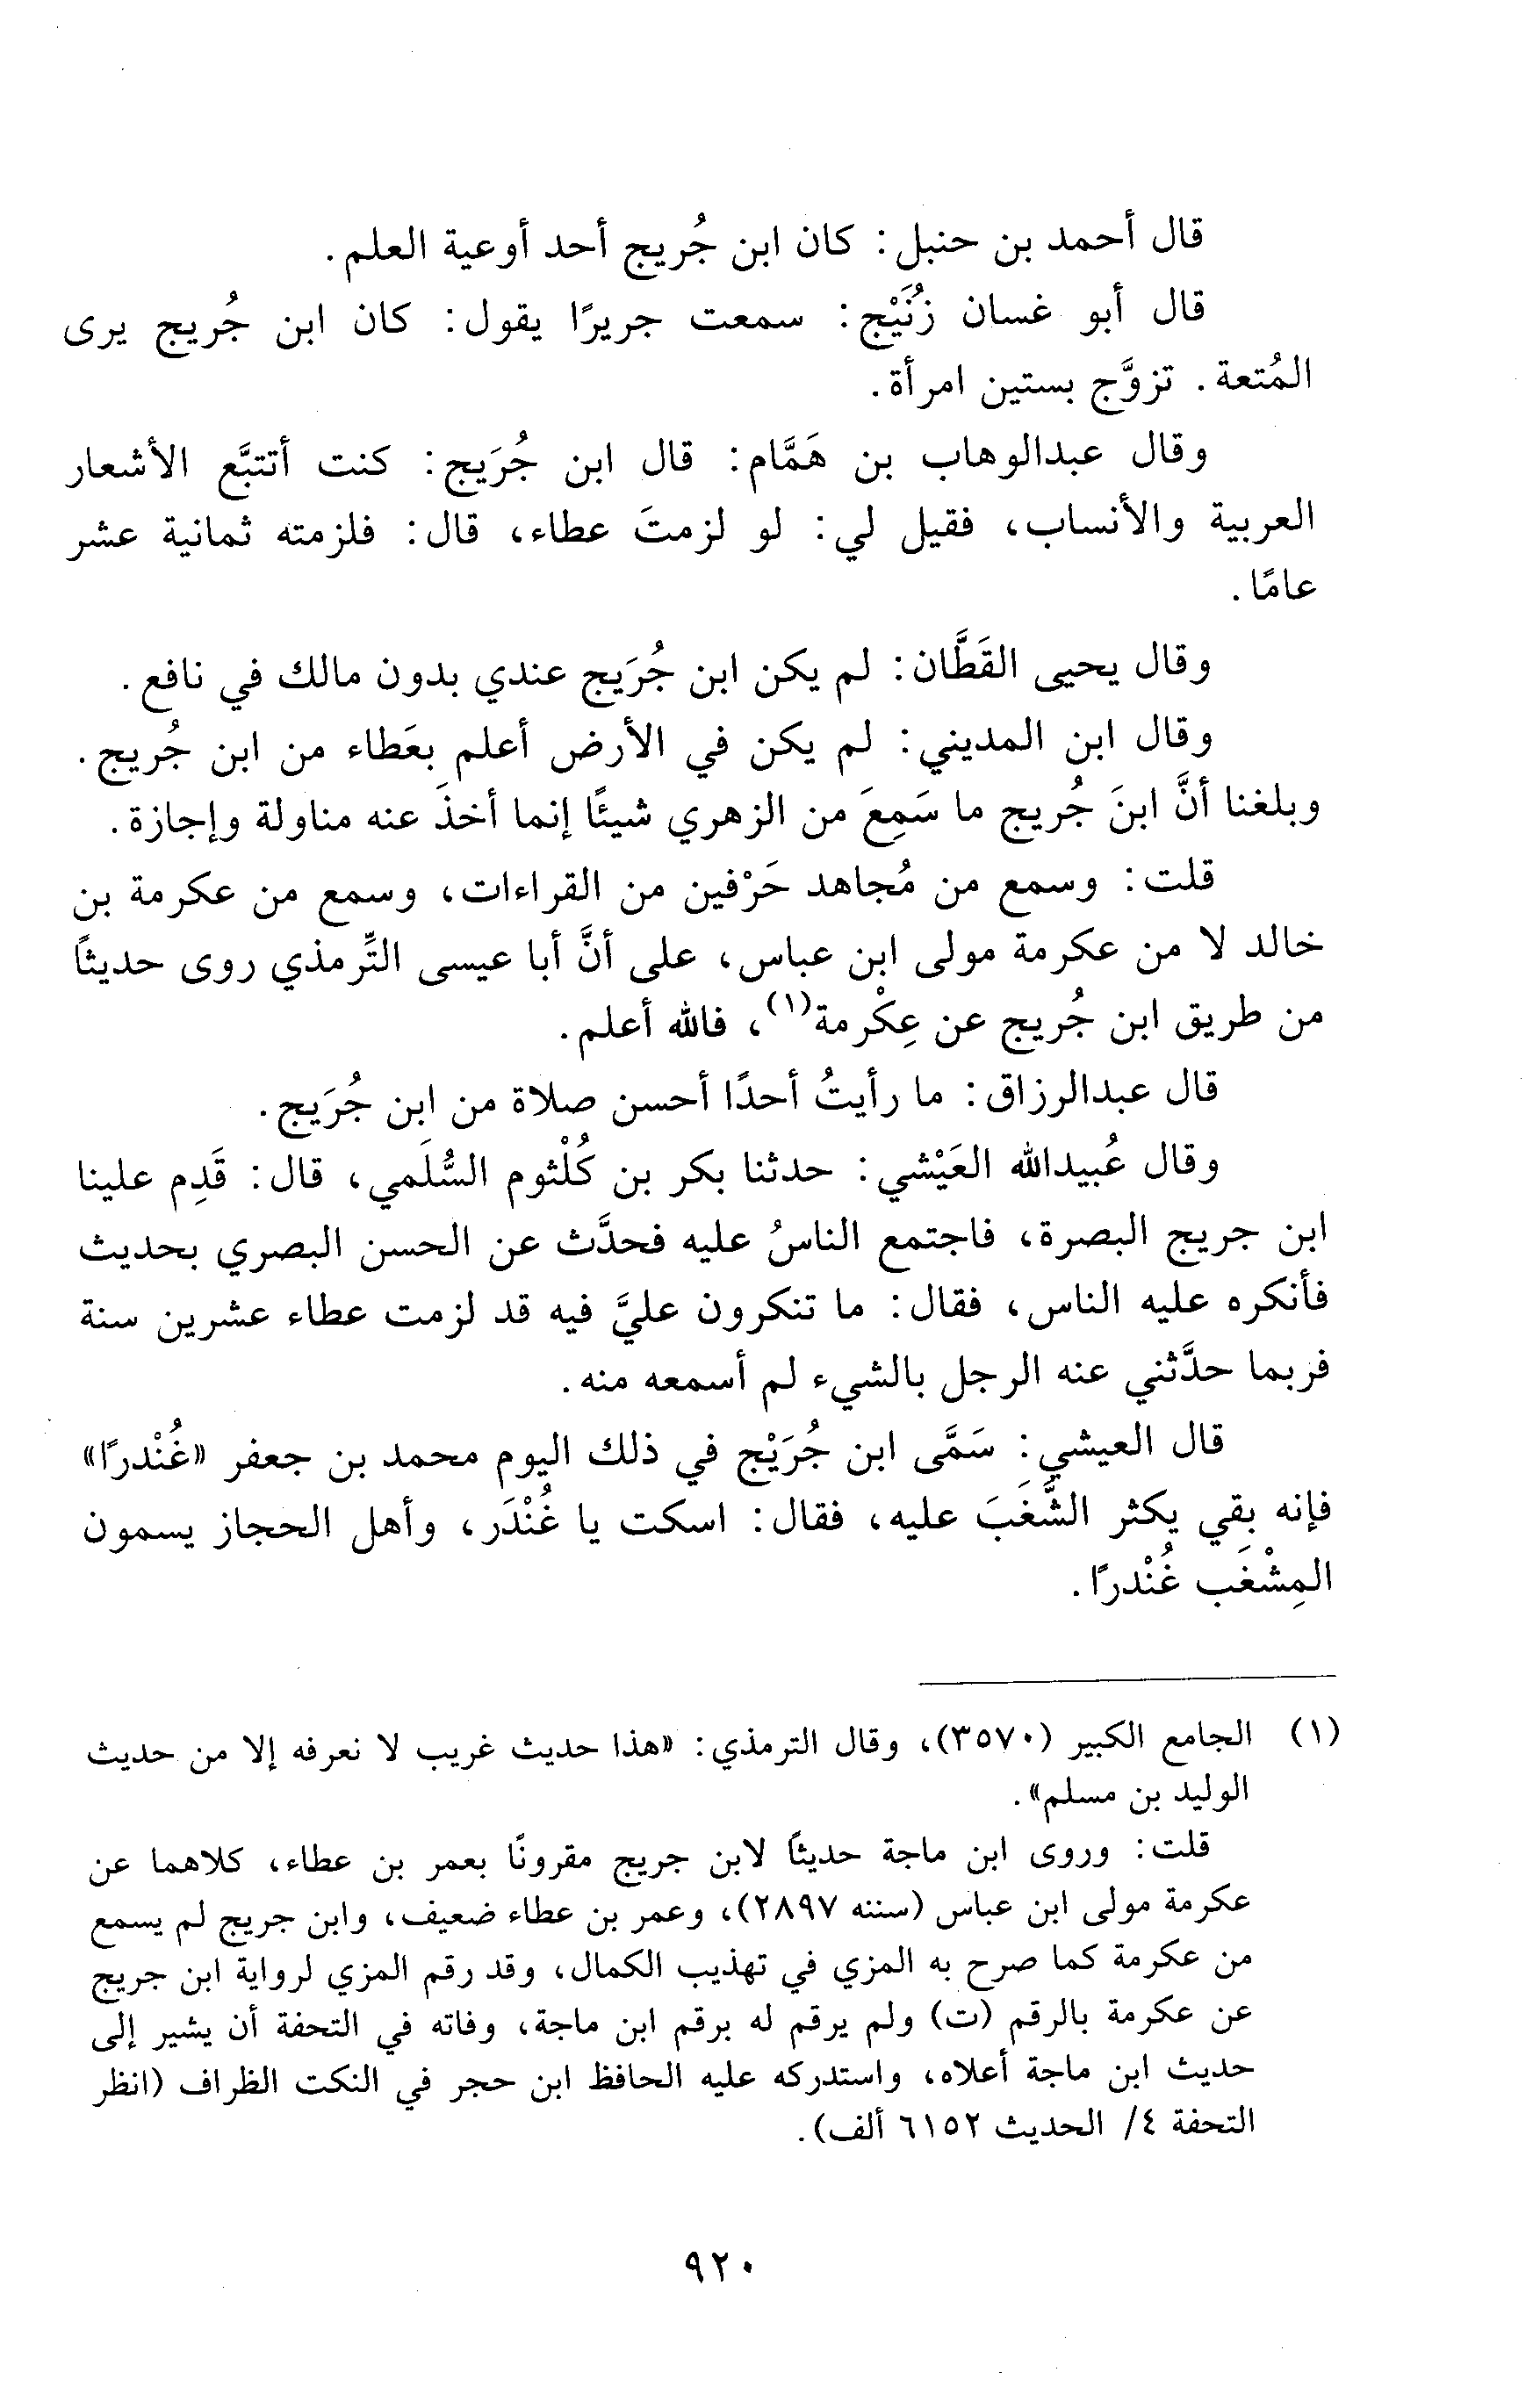 قال أحمد بن حنبل: كان ابن جُريج أحد أوعية العلم.
قال أبو غسان زُنَيْج: سمعت جريرًا يقول: كان ابن جُريج يرى
المُتعة. تزوَّج بستين امرأة.
وقال عبدالوهاب بن هَمَّام: قال ابن جُرَيج: كنت أتتبَّع الأشعار
العربية والأنساب، فقيل لي: لو لزمتَ عطاء، قال: فلزمته ثمانية عشر
عامًا.
وقال يحيى القَطَّان: لم يكن ابن جُرَيج عندي بدون مالك في نافع.
وقال ابن المديني: لم يكن في الأرض أعلم بعَطاء من ابن جُريج.
وبلغنا أنَّ ابنَ جُريج ما سَمِعَ من الزهري شيئًا إنما أخذَ عنه مناولة وإجازة.
قلت: وسمع من مُجاهد حَرْفين من القراءات، وسمع من عكرمة بن
خالد لا من عكرمة مولى ابن عباس، على أنَّ أبا عيسى التِّرمذي روى حديثًا
من طريق ابن جُريج عن عِكْرمة(١)، فالله أعلم.
قال عبدالرزاق: ما رأيتُ أحدًا أحسن صلاة من ابن جُرَيج.
وقال عُبيدالله العَيْشي: حدثنا بكر بن كُلْثوم السُّلَمي، قال: قَدِم علينا
ابن جريج البصرة، فاجتمع الناسُ عليه فحدَّث عن الحسن البصري بحديث
فأنكره عليه الناس، فقال: ما تنكرون عليَّ فيه قد لزمت عطاء عشرين سنة
فربما حدَّثني عنه الرجل بالشيء لم أسمعه منه.
قال العيشي: سَمَّى ابن جُرَيْج في ذلك اليوم محمد بن جعفر «غُنْدرًا»
فإنه بقي يكثر الشَّغَبَ عليه، فقال: اسكت يا غُنْدَر، وأهل الحجاز يسمون
المِشْغَب غُنْدرًا.
(١) الجامع الكبير (٣٥٧٠)، وقال الترمذي: «هذا حديث غريب لا نعرفه إلا من حديث
الوليد بن مسلم».
قلت: وروى ابن ماجة حديثًا لابن جريج مقرونًا بعمر بن عطاء، كلاهما عن
عكرمة مولى ابن عباس (سننه ٢٨٩٧)، وعمر بن عطاء ضعيف، وابن جريج لم يسمع
من عكرمة كما صرح به المزي في تهذيب الكمال، وقد رقم المزي لرواية ابن جريج
عن عكرمة بالرقم (ت) ولم يرقم له برقم ابن ماجة، وفاته في التحفة أن يشير إلى
حديث ابن ماجة أعلاه، واستدركه عليه الحافظ ابن حجر في النكت الظراف (انظر
التحفة ٤/ الحديث ٦١٥٢ ألف).
٩٢٠